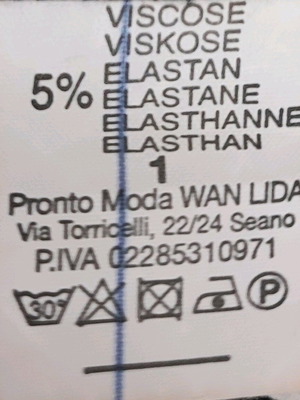 VISCOSE
VISKOSE
5% ELASTAN
ELASTANE
ELASTHANNE
ELASTHAN
1
Pronto Moda WAN LIDA
Via Torricelli, 22/24 Seano
P.IVA 02285310971
30° P